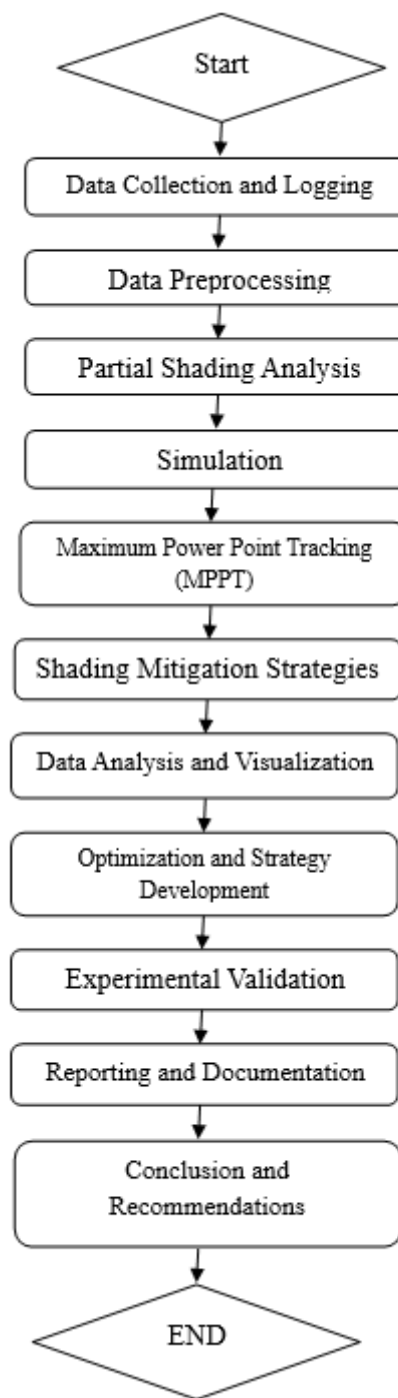 Start
Data Collection and Logging
Data Preprocessing
Partial Shading Analysis
Simulation
Maximum Power Point Tracking
(MPPT)
Shading Mitigation Strategies
Data Analysis and Visualization
Optimization and Strategy
Development
Experimental Validation
Reporting and Documentation
Conclusion and
Recommendations
END